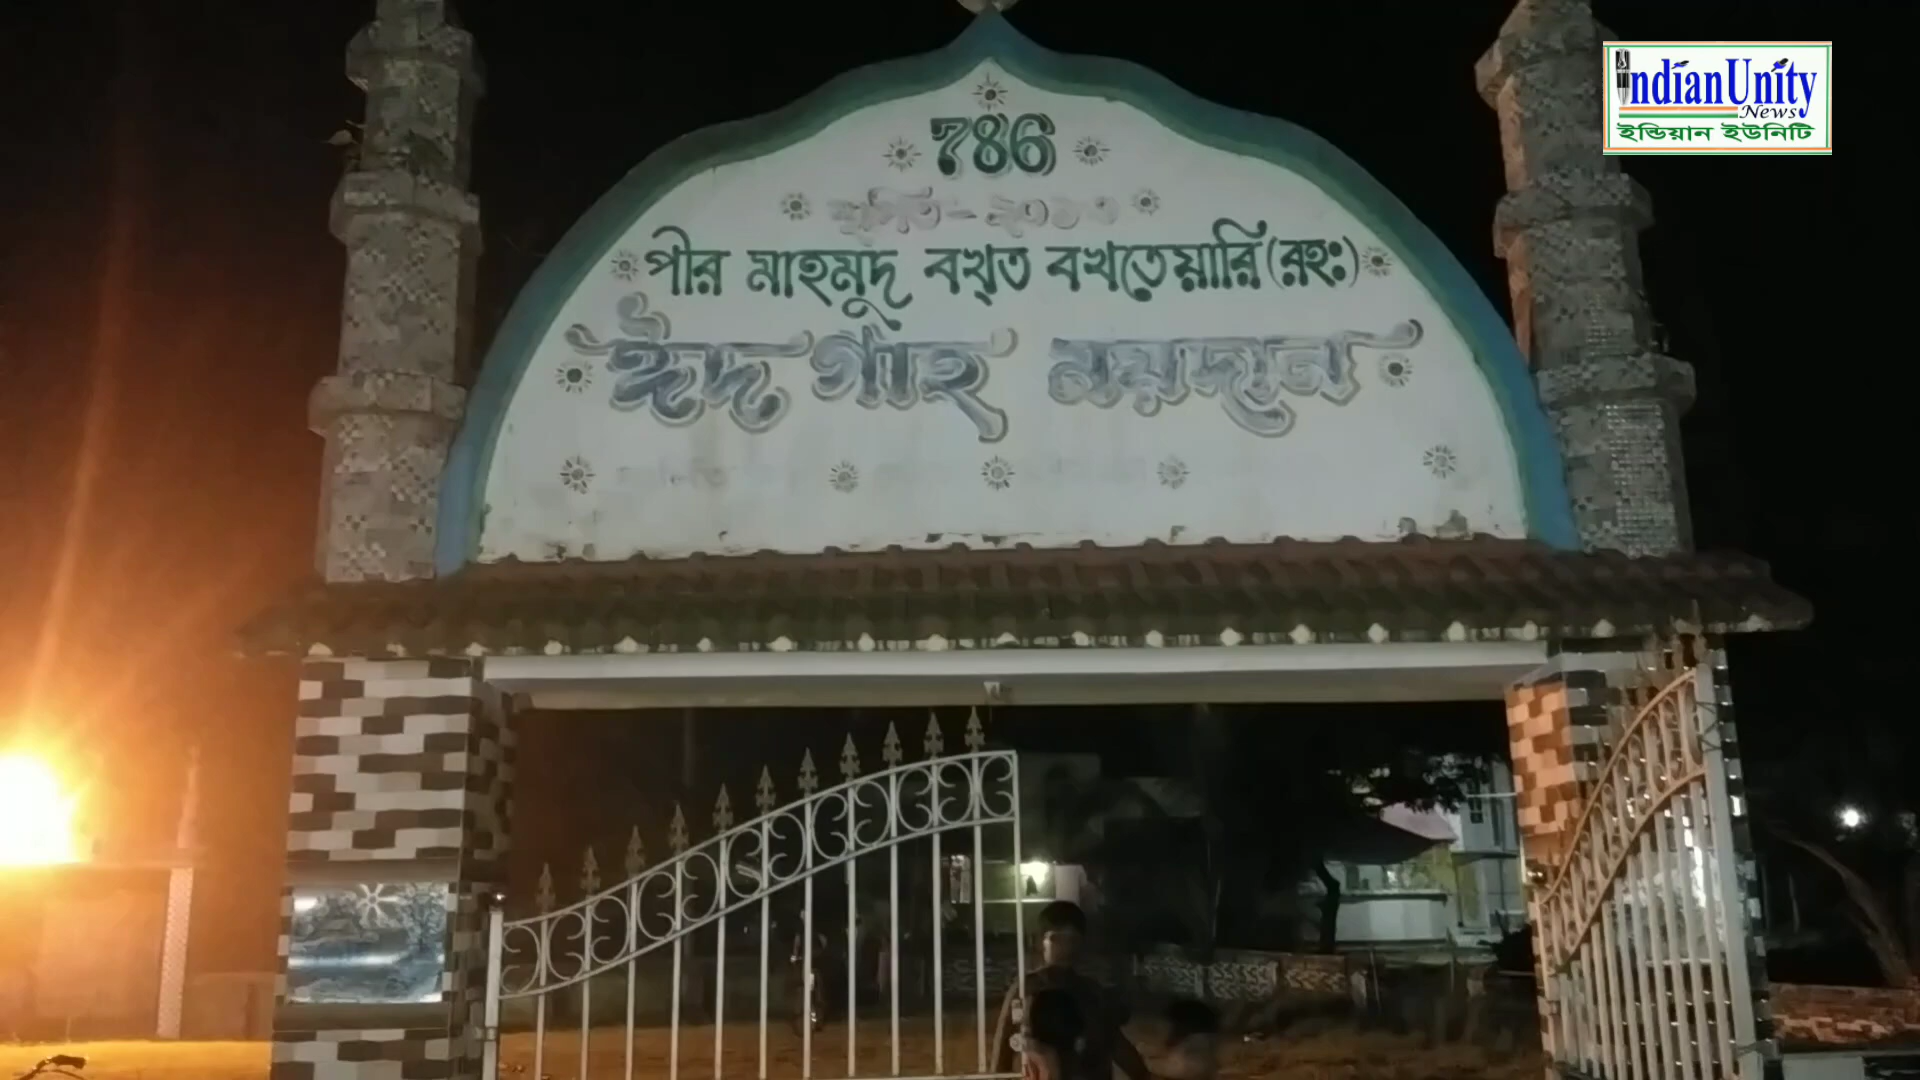 IndianUnity
News
ইন্ডিয়ান ইউনিটি
786
স্থাপিত -
পীর মাহমুদ বখ্ত বখতেয়ারি (রহঃ)
ঈদ গাহ ময়দান